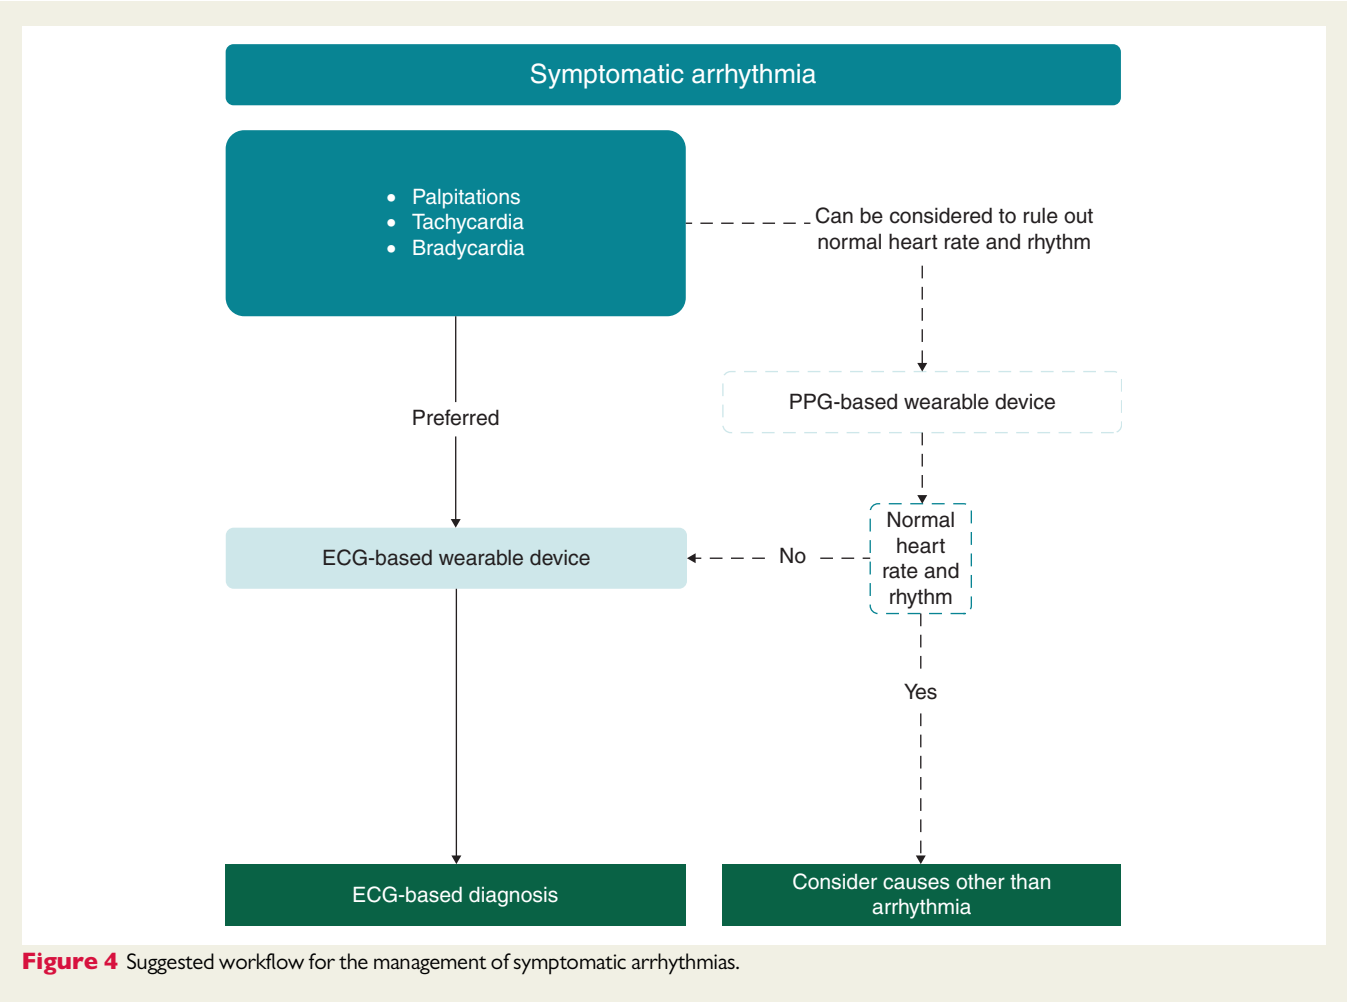 Symptomatic arrhythmia
• Palpitations
• Tachycardia
• Bradycardia
Can be considered to rule out
normal heart rate and rhythm
Preferred
PPG-based wearable device
ECG-based wearable device
No
Normal
heart
rate and
rhythm
Yes
ECG-based diagnosis
Consider causes other than
arrhythmia
Figure 4 Suggested workflow for the management of symptomatic arrhythmias.